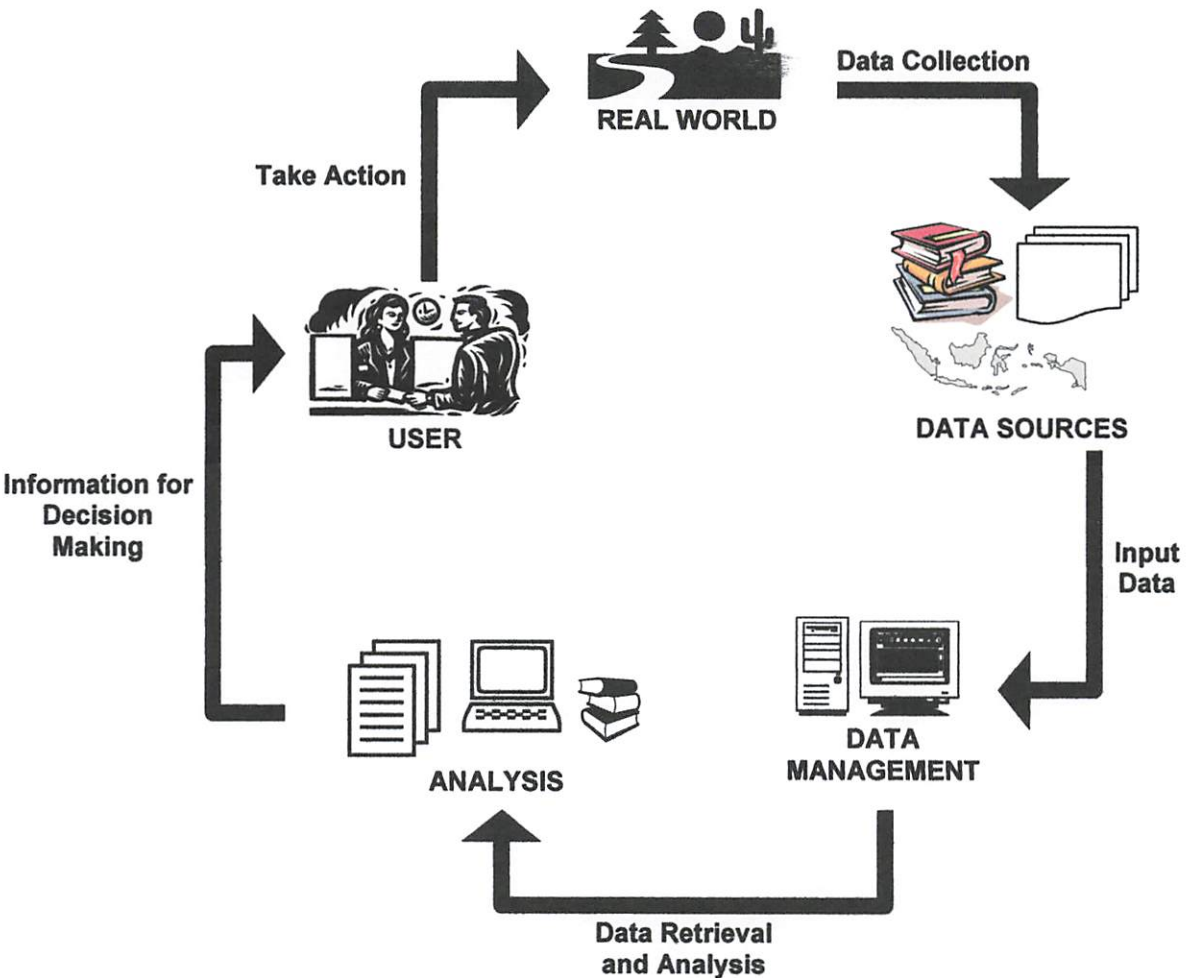 Data Collection
REAL WORLD
Take Action
USER
DATA SOURCES
Information for
Decision
Making
Input
Data
DATA
MANAGEMENT
ANALYSIS
Data Retrieval
and Analysis